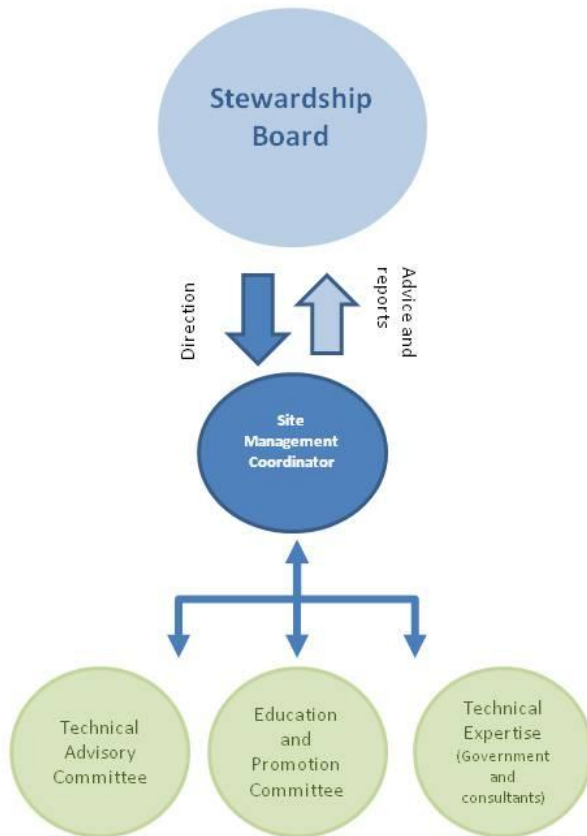 Stewardship
Board
Direction
Advice and
reports
Site
Management
Coordinator
Technical
Advisory
Committee
Education
and
Promotion
Committee
Technical
Expertise
(Government
and
consultants)